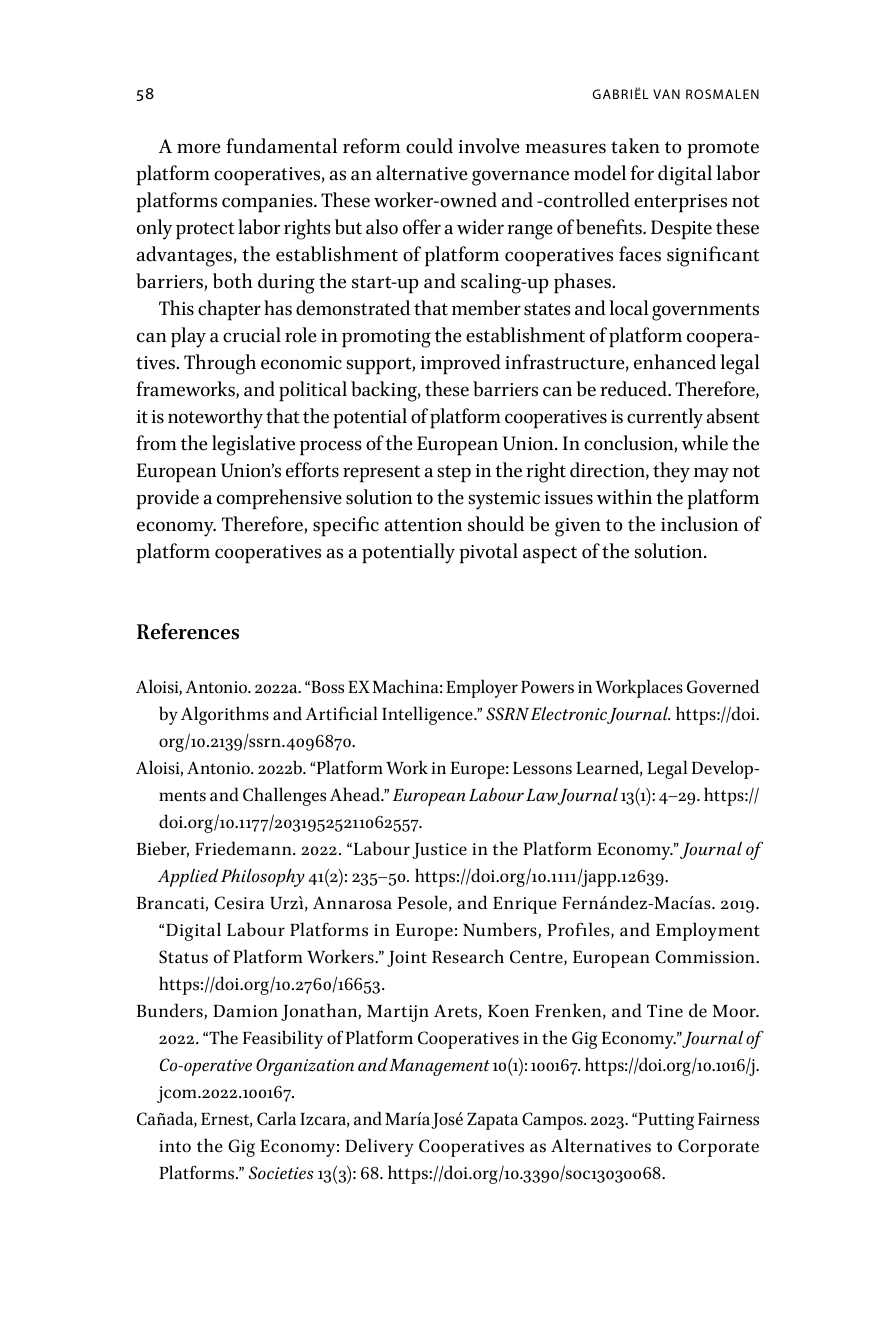 58
GABRIËL VAN ROSMALEN
A more fundamental reform could involve measures taken to promote
platform cooperatives, as an alternative governance model for digital labor
platforms companies. These worker-owned and -controlled enterprises not
only protect labor rights but also offer a wider range of benefits. Despite these
advantages, the establishment of platform cooperatives faces significant
barriers, both during the start-up and scaling-up phases.
This chapter has demonstrated that member states and local governments
can play a crucial role in promoting the establishment of platform coopera-
tives. Through economic support, improved infrastructure, enhanced legal
frameworks, and political backing, these barriers can be reduced. Therefore,
it is noteworthy that the potential of platform cooperatives is currently absent
from the legislative process of the European Union. In conclusion, while the
European Union’s efforts represent a step in the right direction, they may not
provide a comprehensive solution to the systemic issues within the platform
economy. Therefore, specific attention should be given to the inclusion of
platform cooperatives as a potentially pivotal aspect of the solution.
References
Aloisi, Antonio. 2022a. “Boss EX Machina: Employer Powers in Workplaces Governed
by Algorithms and Artificial Intelligence.” SSRN Electronic Journal. https://doi.
org/10.2139/ssrn.4096870.
Aloisi, Antonio. 2022b. “Platform Work in Europe: Lessons Learned, Legal Develop-
ments and Challenges Ahead.” European Labour Law Journal 13(1): 4–29. https://
doi.org/10.1177/20319525211062557.
Bieber, Friedemann. 2022. “Labour Justice in the Platform Economy.” Journal of
Applied Philosophy 41(2): 235–50. https://doi.org/10.1111/japp.12639.
Brancati, Cesira Urzì, Annarosa Pesole, and Enrique Fernández-Macías. 2019.
“Digital Labour Platforms in Europe: Numbers, Profiles, and Employment
Status of Platform Workers.” Joint Research Centre, European Commission.
https://doi.org/10.2760/16653.
Bunders, Damion Jonathan, Martijn Arets, Koen Frenken, and Tine de Moor.
2022. “The Feasibility of Platform Cooperatives in the Gig Economy.” Journal of
Co-operative Organization and Management 10(1): 100167. https://doi.org/10.1016/j.
jcom.2022.100167.
Cañada, Ernest, Carla Izcara, and María José Zapata Campos. 2023. “Putting Fairness
into the Gig Economy: Delivery Cooperatives as Alternatives to Corporate
Platforms.” Societies 13(3): 68. https://doi.org/10.3390/soc13030068.